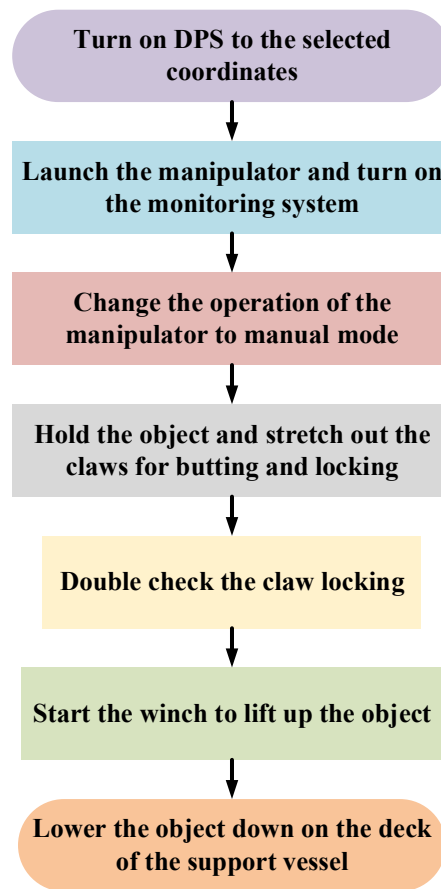 Turn on DPS to the selected
coordinates
Launch the manipulator and turn on
the monitoring system
Change the operation of the
manipulator to manual mode
Hold the object and stretch out the
claws for butting and locking
Double check the claw locking
Start the winch to lift up the object
Lower the object down on the deck
of the support vessel